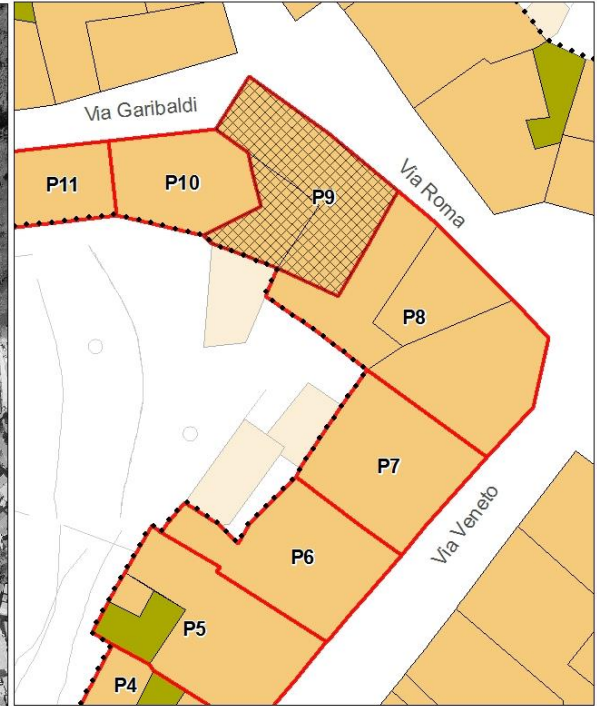 Via Garibaldi
Via Roma
P11
P10
P9
P8
P7
Via Veneto
P6
P5
P4